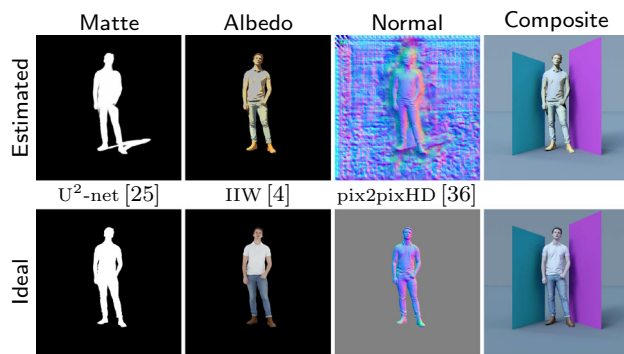 Matte Albedo Normal Composite
Estimated
U²-net [25] IIW [4] pix2pixHD [36]
Ideal